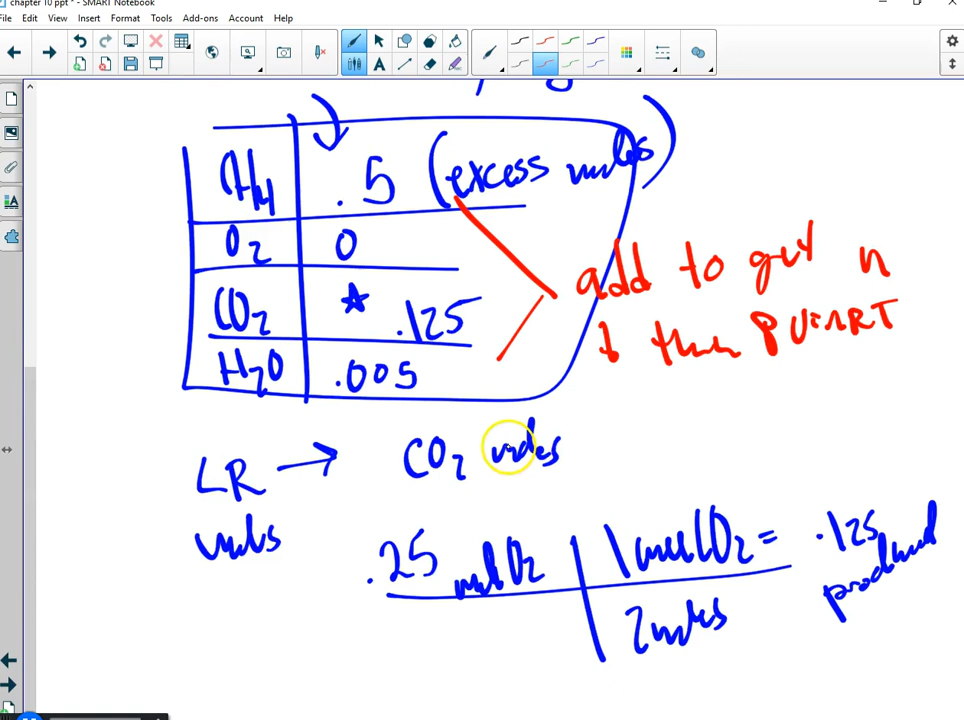 chapter 10 ppt * - SMART Notebook
File Edit View Insert Format Tools Add-ons Account Help
CH4 .5 (excess moles)
O2 0
CO2 ★ .125
H2O .005
add to get n
↓ then PV=nRT
LR → CO2 moles
moles
.25 mol O2 | 1 mol CO2 = .125
2 moles produced